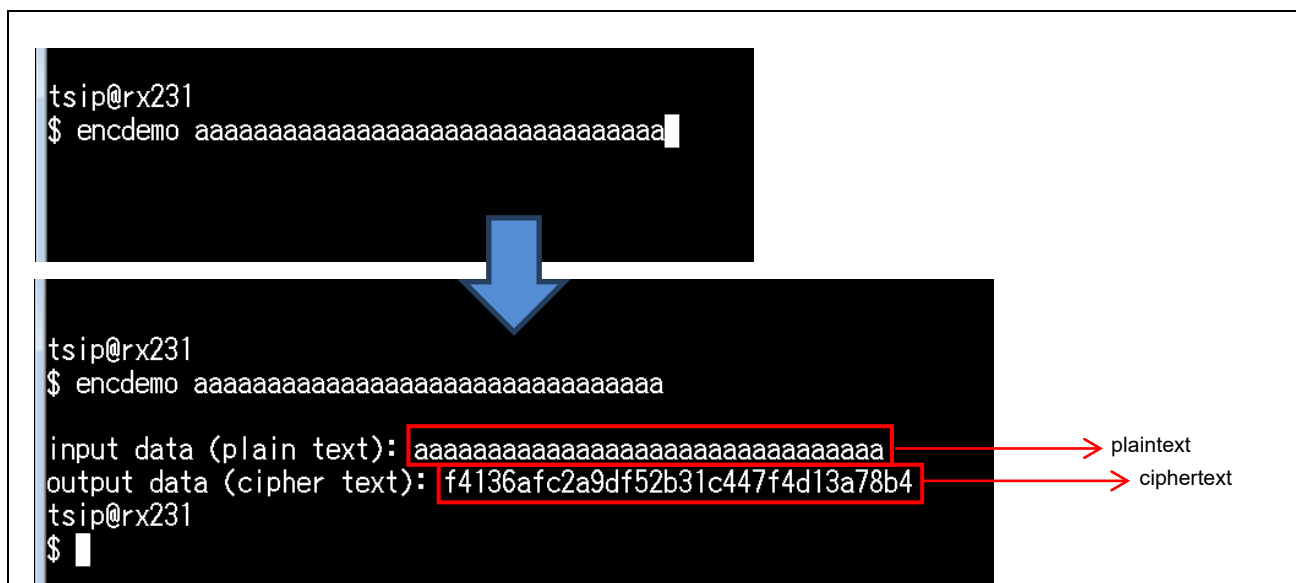 tsip@rx231
$ encdemo aaaaaaaaaaaaaaaaaaaaaaaaaaaaaaaa
tsip@rx231
$ encdemo aaaaaaaaaaaaaaaaaaaaaaaaaaaaaaaa
input data (plain text): aaaaaaaaaaaaaaaaaaaaaaaaaaaaaaaa plaintext
output data (cipher text): f4136afc2a9df52b31c447f4d13a78b4 ciphertext
tsip@rx231
$